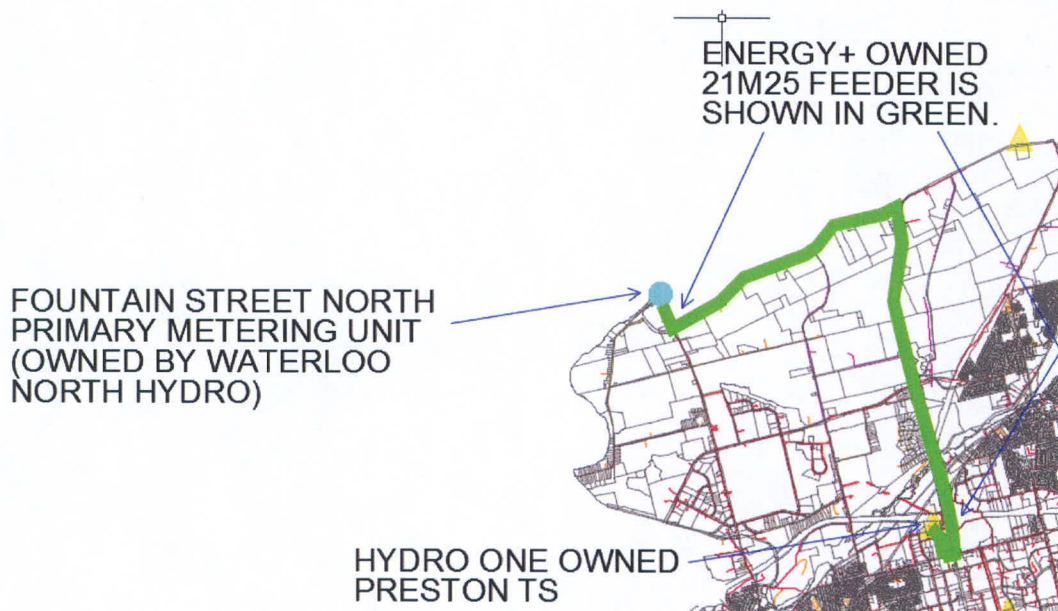 ENERGY+ OWNED
21M25 FEEDER IS
SHOWN IN GREEN.
FOUNTAIN STREET NORTH
PRIMARY METERING UNIT
(OWNED BY WATERLOO
NORTH HYDRO)
HYDRO ONE OWNED
PRESTON TS